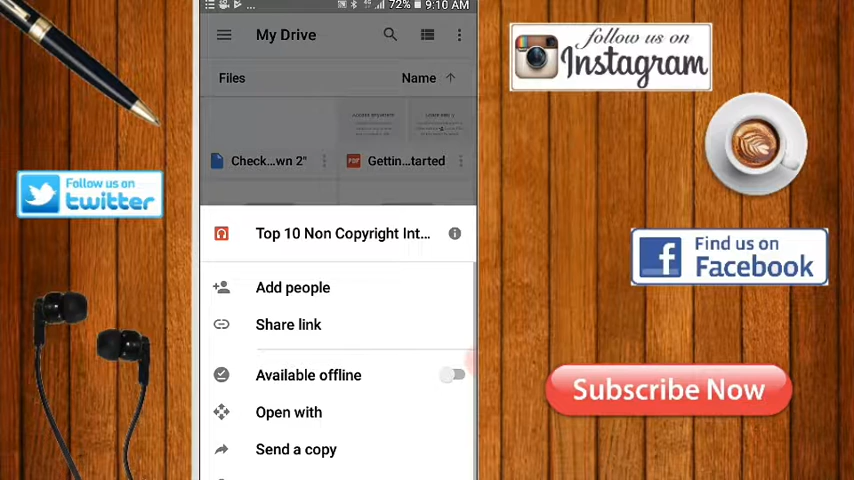 ... 72% 9:10 AM
My Drive
Files
Name
Check...wn 2"
Gettin...tarted
Top 10 Non Copyright Int...
Add people
Share link
Available offline
Open with
Send a copy
follow us on
Instagram
Follow us on
twitter
Find us on
Facebook
Subscribe Now